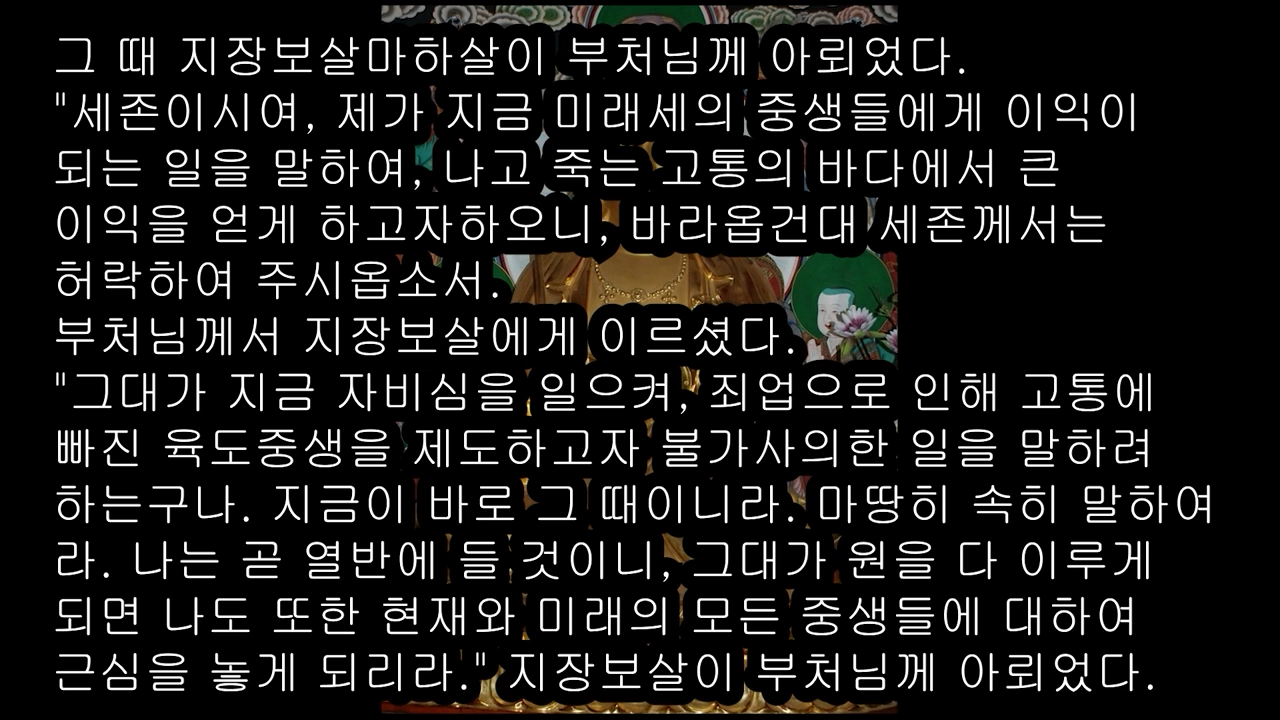 그 때 지장보살마하살이 부처님께 아뢰었다.
"세존이시여, 제가 지금 미래세의 중생들에게 이익이
되는 일을 말하여, 나고 죽는 고통의 바다에서 큰
이익을 얻게 하고자하오니, 바라옵건대 세존께서는
허락하여 주시옵소서.
부처님께서 지장보살에게 이르셨다.
"그대가 지금 자비심을 일으켜, 죄업으로 인해 고통에
빠진 육도중생을 제도하고자 불가사의한 일을 말하려
하는구나. 지금이 바로 그 때이니라. 마땅히 속히 말하여
라. 나는 곧 열반에 들 것이니, 그대가 원을 다 이루게
되면 나도 또한 현재와 미래의 모든 중생들에 대하여
근심을 놓게 되리라." 지장보살이 부처님께 아뢰었다.